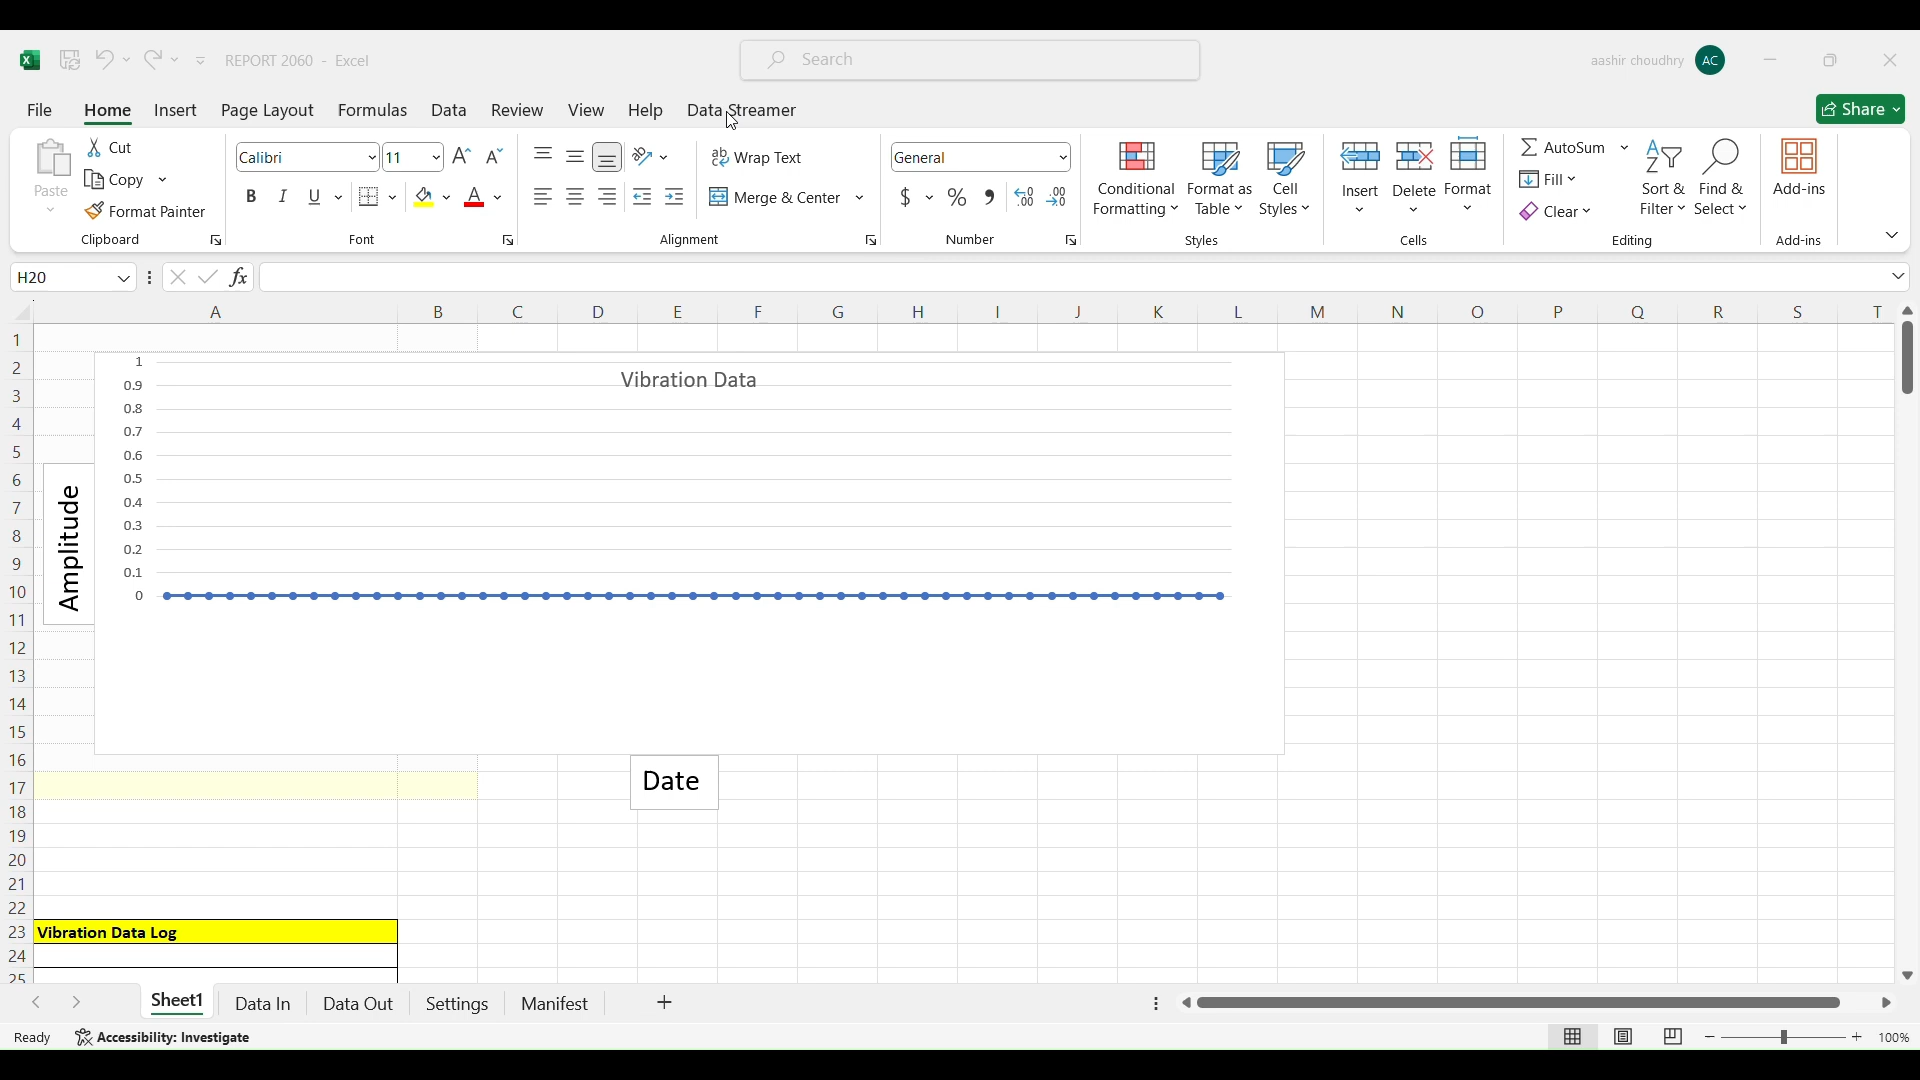 REPORT 2060 - Excel
Search
aashir choudhry
AC
File Home Insert Page Layout Formulas Data Review View Help Data Streamer
Share
Paste
Cut
Copy
Format Painter
Clipboard
Calibri 11
B I U
Font
Wrap Text
Merge & Center
Alignment
General
$ % ,
Number
Conditional Formatting
Format as Table
Cell Styles
Styles
Insert
Delete
Format
Cells
AutoSum
Fill
Clear
Sort & Filter
Find & Select
Editing
Add-ins
Add-ins
H20
fx
A B C D E F G H I J K L M N O P Q R S T
1
2
3
4
5
6
7
8
9
10
11
12
13
14
15
16
17
18
19
20
21
22
23
24
25
Vibration Data
1
0.9
0.8
0.7
0.6
0.5
0.4
0.3
0.2
0.1
0
Amplitude
Date
Vibration Data Log
Sheet1 Data In Data Out Settings Manifest
Ready
Accessibility: Investigate
100%